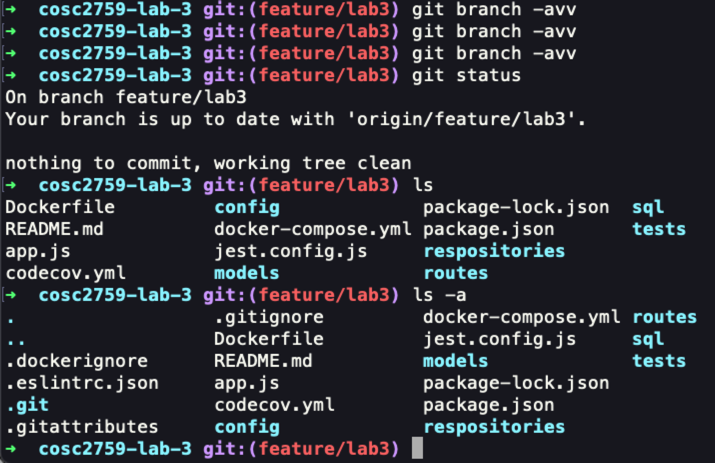 ➜  cosc2759-lab-3 git:(feature/lab3) git branch -avv
➜  cosc2759-lab-3 git:(feature/lab3) git branch -avv
➜  cosc2759-lab-3 git:(feature/lab3) git branch -avv
➜  cosc2759-lab-3 git:(feature/lab3) git status
On branch feature/lab3
Your branch is up to date with 'origin/feature/lab3'.

nothing to commit, working tree clean
➜  cosc2759-lab-3 git:(feature/lab3) ls
Dockerfile         config             package-lock.json  sql
README.md          docker-compose.yml package.json       tests
app.js             jest.config.js     respositories
codecov.yml        models             routes
➜  cosc2759-lab-3 git:(feature/lab3) ls -a
.                  .gitignore         docker-compose.yml routes
..                 Dockerfile         jest.config.js     sql
.dockerignore      README.md          models             tests
.eslintrc.json     app.js             package-lock.json
.git               codecov.yml        package.json
.gitattributes     config             respositories
➜  cosc2759-lab-3 git:(feature/lab3)